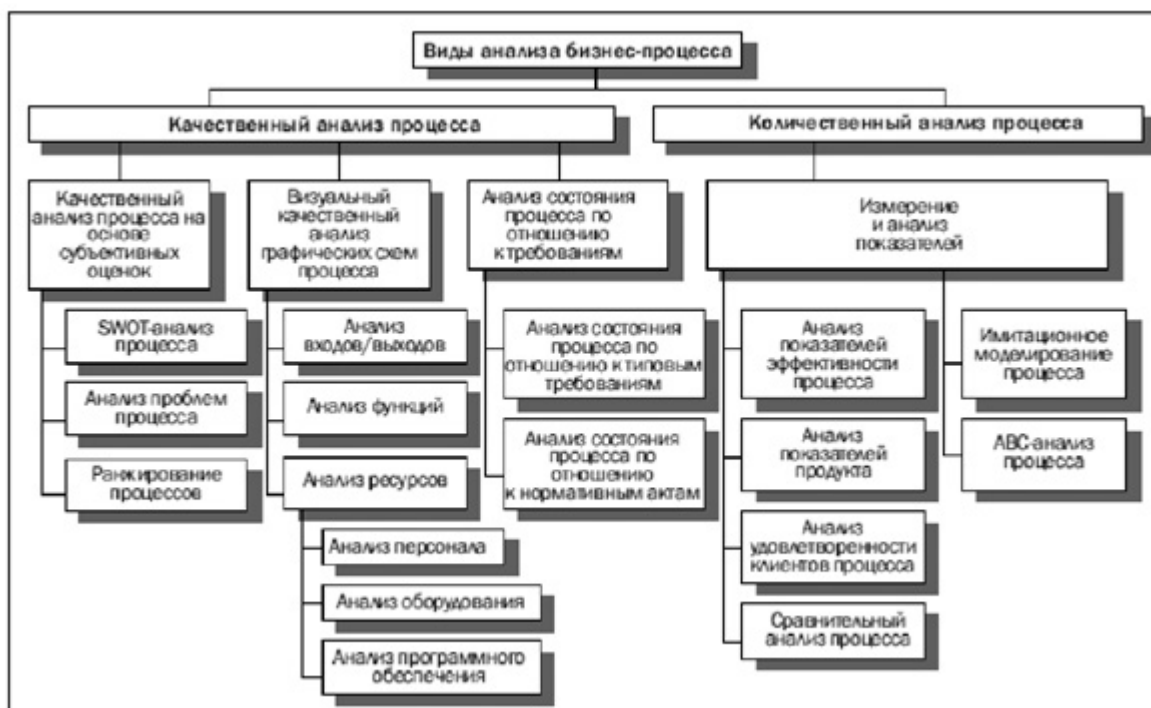 Виды анализа бизнес-процесса
Качественный анализ процесса
Количественный анализ процесса
Качественный
анализ процесса на
основе
субъективных
оценок
Визуальный
качественный
анализ
графических схем
процесса
Анализ состояния
процесса по
отношению
к требованиям
Измерение
и анализ
показателей
SWOT-анализ
процесса
Анализ проблем
процесса
Ранжирование
процессов
Анализ
входов/выходов
Анализ функций
Анализ ресурсов
Анализ персонала
Анализ оборудования
Анализ программного
обеспечения
Анализ состояния
процесса по
отношению к типовым
требованиям
Анализ состояния
процесса по
отношению
к нормативным актам
Анализ
показателей
эффективности
процесса
Анализ
показателей
продукта
Анализ
удовлетворенности
клиентов процесса
Сравнительный
анализ процесса
Имитационное
моделирование
процесса
АВС-анализ
процесса